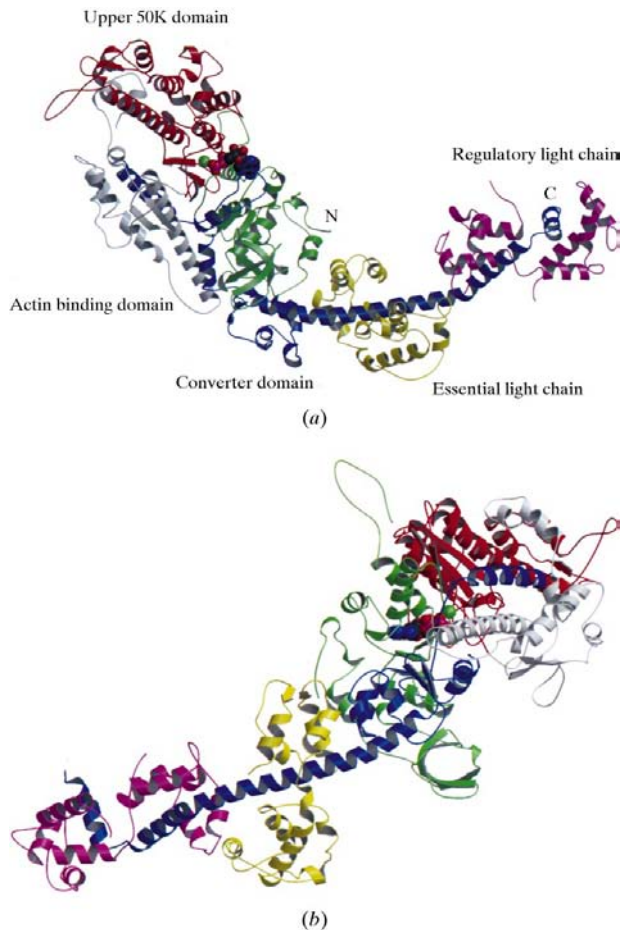 Upper 50K domain
Regulatory light chain
C
N
Actin binding domain
Converter domain
Essential light chain
(a)
(b)